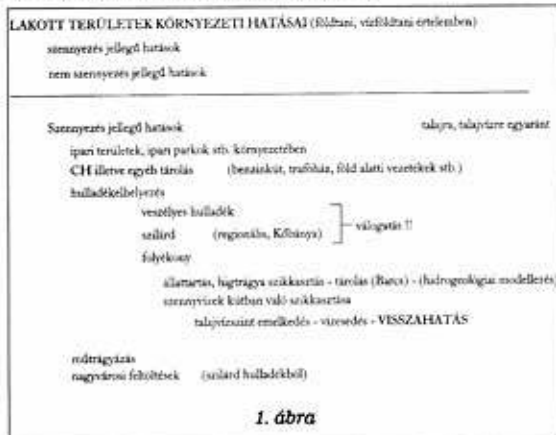 LAKOTT TERÜLETEK KÖRNYEZETI HATÁSAI (földtani, vízföldtani értelemben)
szennyezés jellegű hatások
nem szennyezés jellegű hatások
Szennyezés jellegű hatások talajra, talajvízre egyaránt
ipari területek, ipari parkok stb. környezetében
CH illetve egyéb tárolás (benzinkút, trafóház, föld alatti vezetékek stb.)
hulladékelhelyezés
veszélyes hulladék
szilárd (regionális, Kőbánya) válogatás !!
folyékony
állattartás, hígtrágya szikkasztás - tárolás (Barcs) - (hidrogeológiai modellezés)
szennyvizek kútban való szikkasztása
talajvízszint emelkedés - vizesedés - VISSZAHATÁS
műtrágyázás
nagyvárosi feltöltések (szilárd hulladékból)
1. ábra